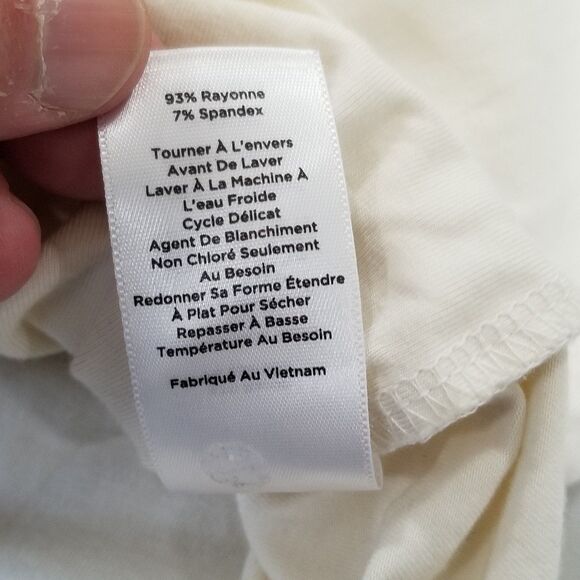 93% Rayonne
7% Spandex
Tourner À L'envers
Avant De Laver
Laver À La Machine À
L'eau Froide
Cycle Délicat
Agent De Blanchiment
Non Chloré Seulement
Au Besoin
Redonner Sa Forme Étendre
À Plat Pour Sécher
Repasser À Basse
Température Au Besoin
Fabriqué Au Vietnam